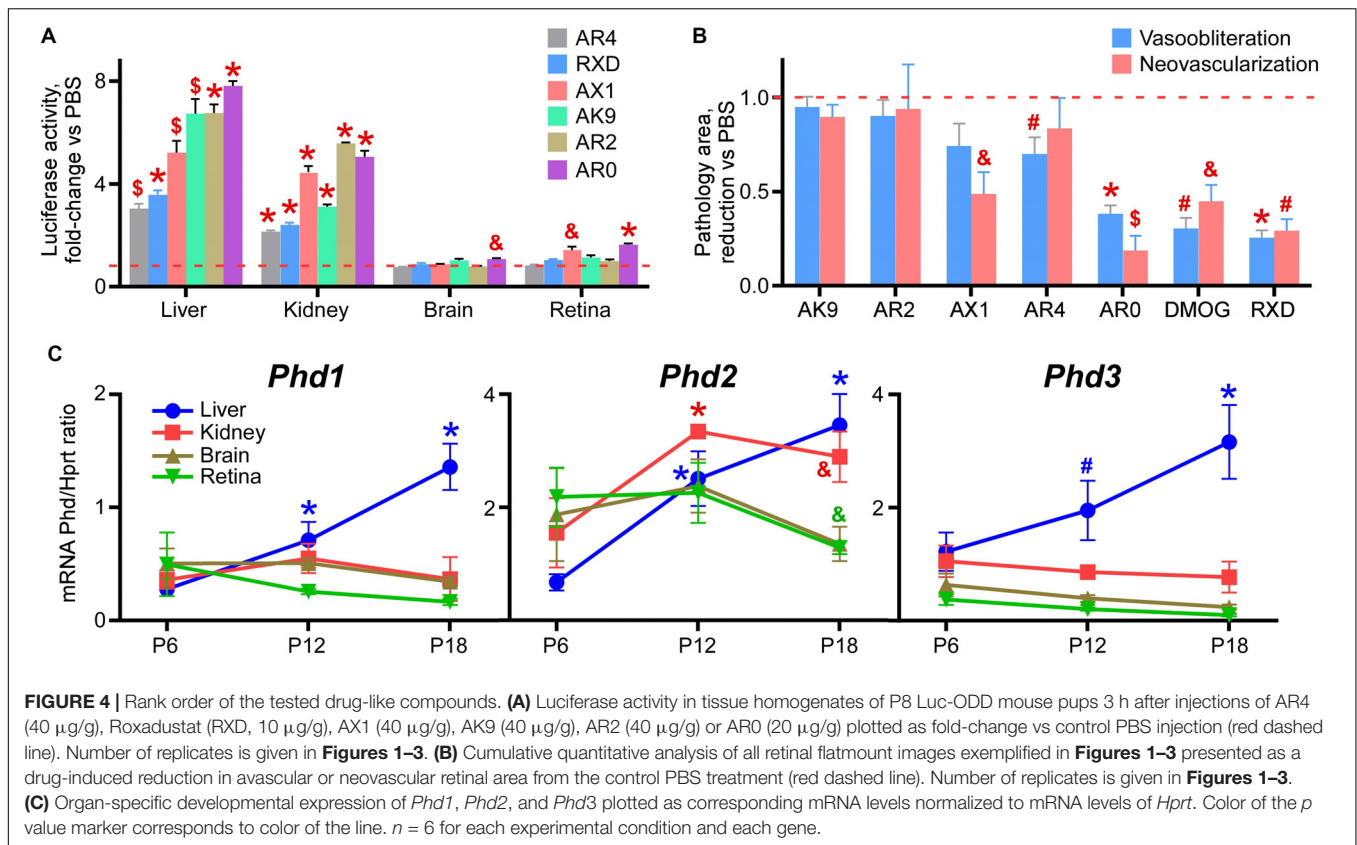 A
Luciferase activity,
fold-change vs PBS
8
4
0
$ * $ $ * *
* * * * * *
&
& *
AR4
RXD
AX1
AK9
AR2
AR0
Liver Kidney Brain Retina
B
Pathology area,
reduction vs PBS
1.0
0.5
0
Vasoobliteration
Neovascularization
& # * $ # & * #
AK9 AR2 AX1 AR4 AR0 DMOG RXD
C
mRNA Phd/Hprt ratio
Phd1
2
1
0
Liver
Kidney
Brain
Retina
* *
P6 P12 P18
Phd2
4
2
* * * & &
P6 P12 P18
Phd3
4
2
0
# *
P6 P12 P18
FIGURE 4 | Rank order of the tested drug-like compounds. (A) Luciferase activity in tissue homogenates of P8 Luc-ODD mouse pups 3 h after injections of AR4
(40 μg/g), Roxadustat (RXD, 10 μg/g), AX1 (40 μg/g), AK9 (40 μg/g), AR2 (40 μg/g) or AR0 (20 μg/g) plotted as fold-change vs control PBS injection (red dashed
line). Number of replicates is given in Figures 1–3. (B) Cumulative quantitative analysis of all retinal flatmount images exemplified in Figures 1–3 presented as a
drug-induced reduction in avascular or neovascular retinal area from the control PBS treatment (red dashed line). Number of replicates is given in Figures 1–3.
(C) Organ-specific developmental expression of Phd1, Phd2, and Phd3 plotted as corresponding mRNA levels normalized to mRNA levels of Hprt. Color of the p
value marker corresponds to color of the line. n = 6 for each experimental condition and each gene.